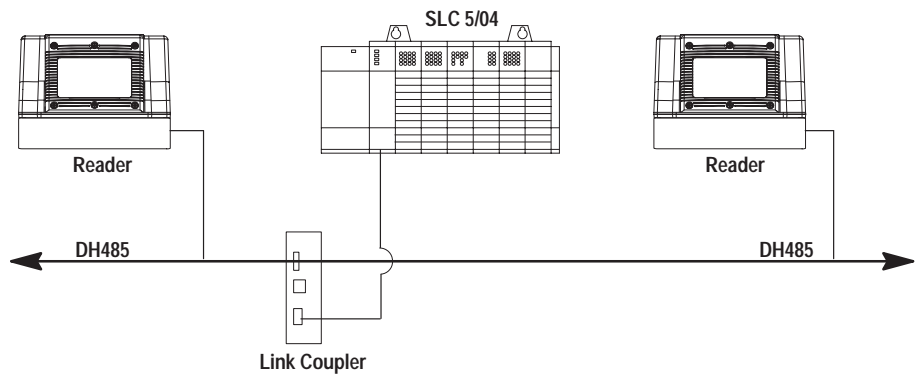 SLC 5/04
Reader
Reader
DH485
DH485
Link Coupler